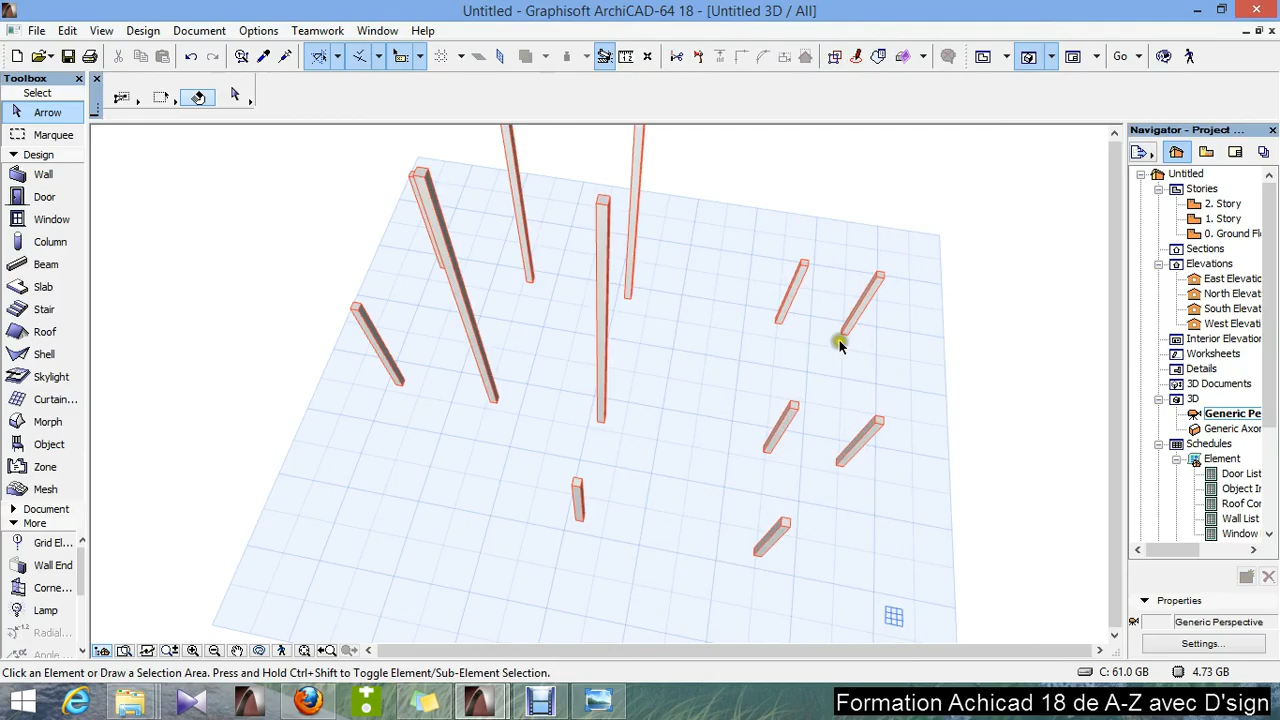 Untitled - Graphisoft ArchiCAD-64 18 - [Untitled 3D / All]
File Edit View Design Document Options Teamwork Window Help
Go
Toolbox
Select
Arrow
Marquee
Design
Wall
Door
Window
Column
Beam
Slab
Stair
Roof
Shell
Skylight
Curtain...
Morph
Object
Zone
Mesh
Document
More
Grid El...
Wall End
Corne...
Lamp
Radial...
Angle
Navigator - Project ...
Untitled
Stories
2. Story
1. Story
0. Ground Fl
Sections
Elevations
East Elevatio
North Elevat
South Elevat
West Elevati
Interior Elevation
Worksheets
Details
3D Documents
3D
Generic Pe
Generic Axor
Schedules
Element
Door List
Object In
Roof Cor
Wall List
Window
Properties
Generic Perspective
Settings...
Click an Element or Draw a Selection Area. Press and Hold Ctrl+Shift to Toggle Element/Sub-Element Selection.
C: 61.0 GB
4.73 GB
Formation Achicad 18 de A-Z avec D'sign